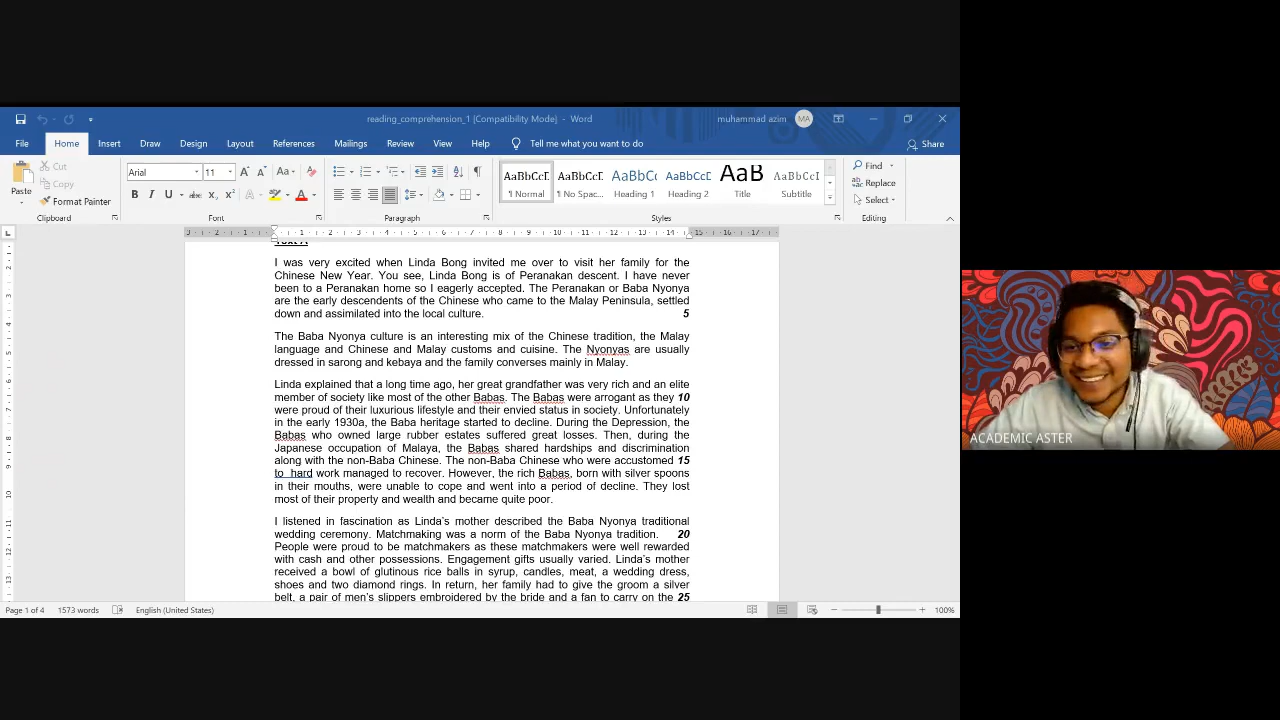 reading_comprehension_1 [Compatibility Mode] - Word
muhammad azim
MA
File Home Insert Draw Design Layout References Mailings Review View Help Tell me what you want to do
Share
Paste
Cut
Copy
Format Painter
Clipboard
Arial 11
Font
Paragraph
AaBbCcD AaBbCcD AaBbC AaBbCc AaB AaBbCcD
¶ Normal ¶ No Spac... Heading 1 Heading 2 Title Subtitle
Styles
Find
Replace
Select
Editing
I was very excited when Linda Bong invited me over to visit her family for the
Chinese New Year. You see, Linda Bong is of Peranakan descent. I have never
been to a Peranakan home so I eagerly accepted. The Peranakan or Baba Nyonya
are the early descendents of the Chinese who came to the Malay Peninsula, settled
down and assimilated into the local culture. 5
The Baba Nyonya culture is an interesting mix of the Chinese tradition, the Malay
language and Chinese and Malay customs and cuisine. The Nyonyas are usually
dressed in sarong and kebaya and the family converses mainly in Malay.
Linda explained that a long time ago, her great grandfather was very rich and an elite
member of society like most of the other Babas. The Babas were arrogant as they 10
were proud of their luxurious lifestyle and their envied status in society. Unfortunately
in the early 1930a, the Baba heritage started to decline. During the Depression, the
Babas who owned large rubber estates suffered great losses. Then, during the
Japanese occupation of Malaya, the Babas shared hardships and discrimination
along with the non-Baba Chinese. The non-Baba Chinese who were accustomed 15
to hard work managed to recover. However, the rich Babas, born with silver spoons
in their mouths, were unable to cope and went into a period of decline. They lost
most of their property and wealth and became quite poor.
I listened in fascination as Linda's mother described the Baba Nyonya traditional
wedding ceremony. Matchmaking was a norm of the Baba Nyonya tradition. 20
People were proud to be matchmakers as these matchmakers were well rewarded
with cash and other possessions. Engagement gifts usually varied. Linda's mother
received a bowl of glutinous rice balls in syrup, candles, meat, a wedding dress,
shoes and two diamond rings. In return, her family had to give the groom a silver
belt, a pair of men's slippers embroidered by the bride and a fan to carry on the 25
Page 1 of 4 1573 words English (United States) 100%
ACADEMIC ASTER